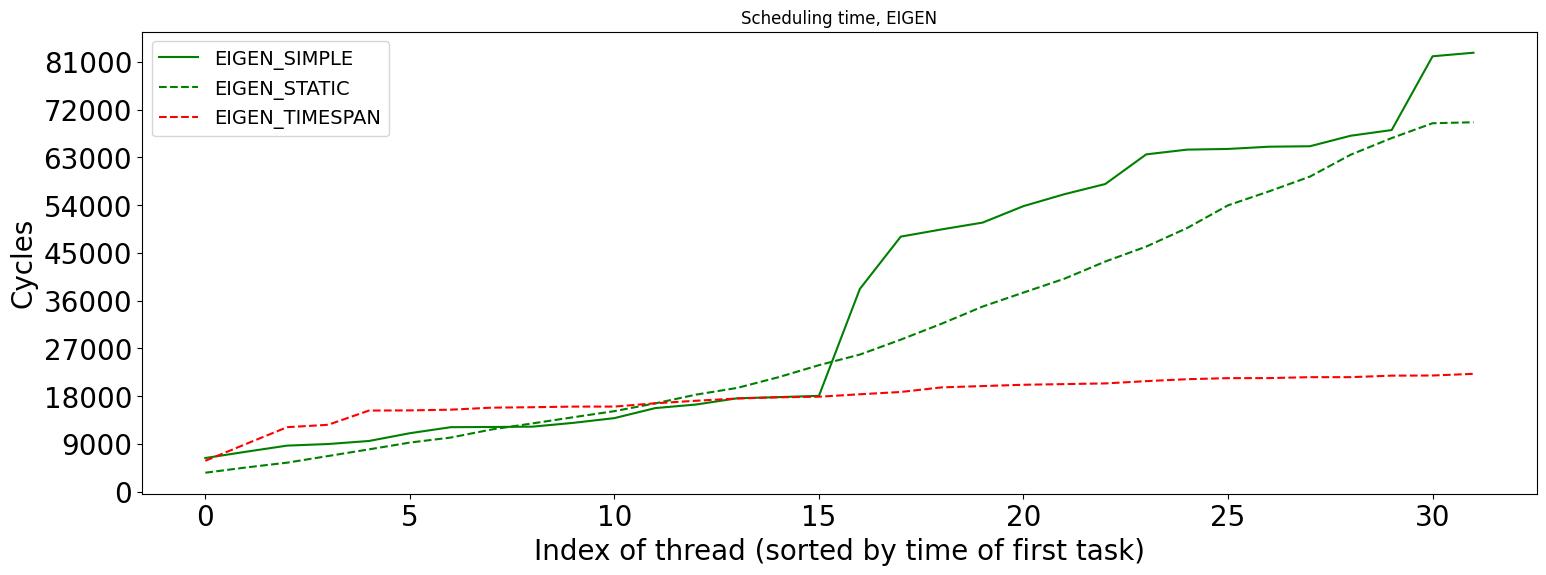 Scheduling time, EIGEN
EIGEN_SIMPLE
EIGEN_STATIC
EIGEN_TIMESPAN
81000
72000
63000
54000
45000
36000
27000
18000
9000
0
Cycles
0 5 10 15 20 25 30
Index of thread (sorted by time of first task)